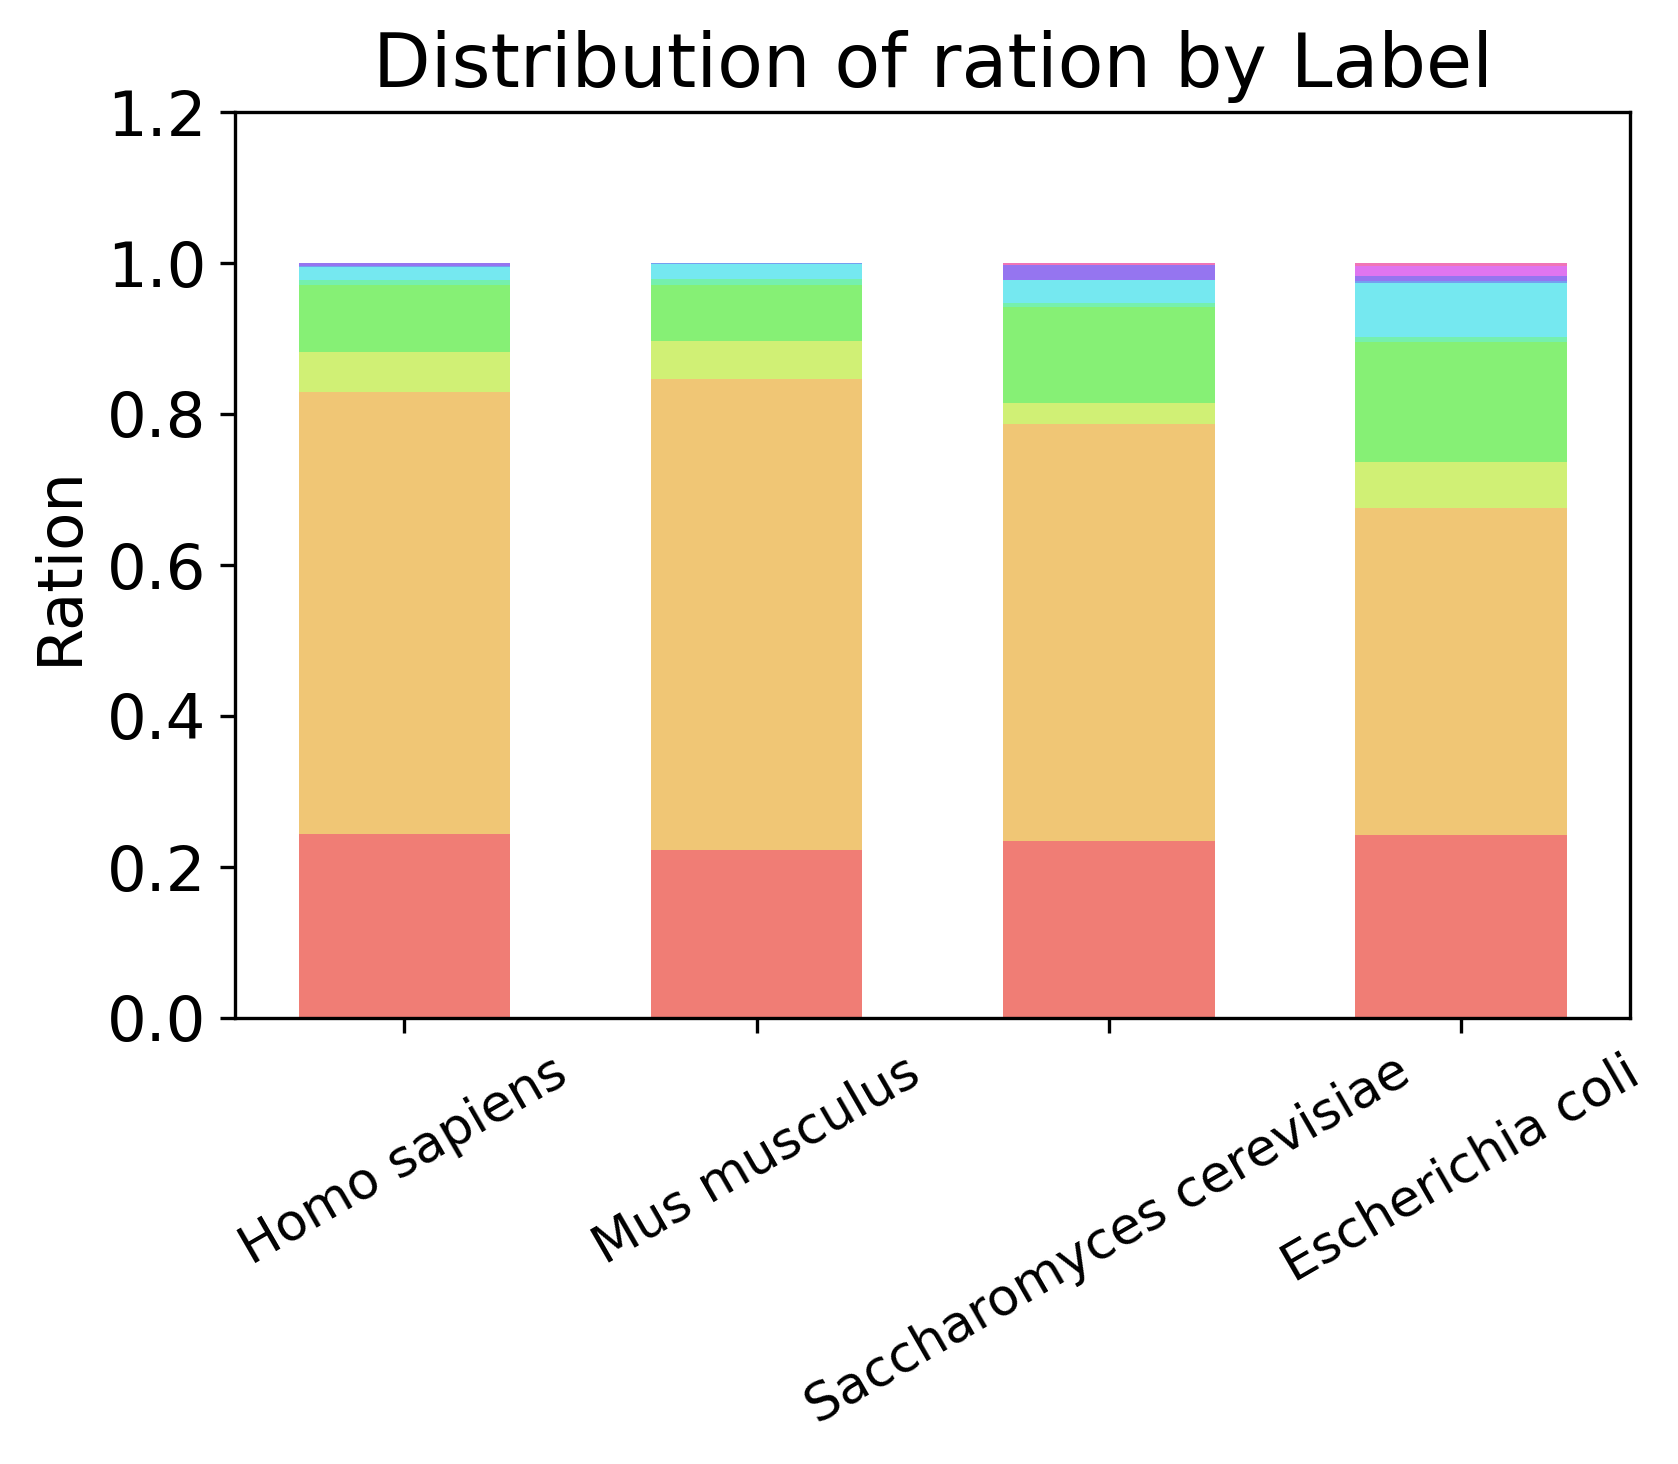 Distribution of ration by Label
1.2
1.0
0.8
0.6
0.4
0.2
0.0
Ration
Homo sapiens
Mus musculus
Saccharomyces cerevisiae
Escherichia coli